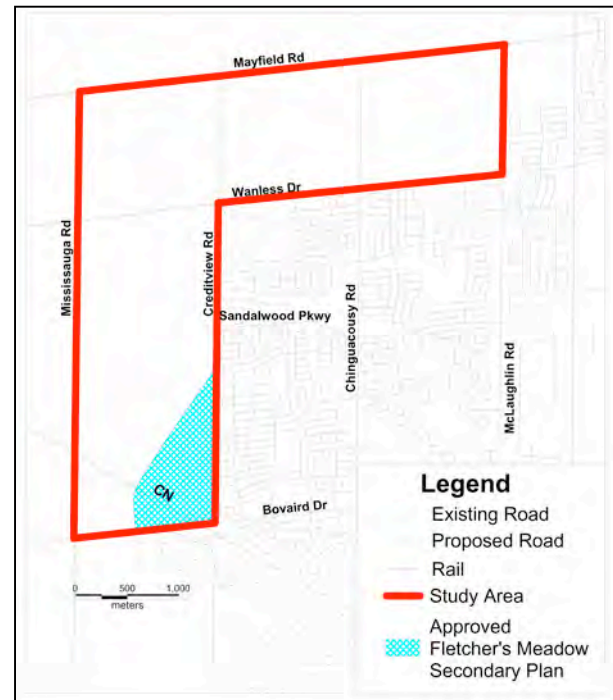 Mayfield Rd
Wanless Dr
Mississauga Rd
Creditview Rd
Sandalwood Pkwy
Chinguacousy Rd
McLaughlin Rd
CN
Bovaird Dr
0 500 1,000
meters
Legend
Existing Road
Proposed Road
Rail
Study Area
Approved
Fletcher's Meadow
Secondary Plan